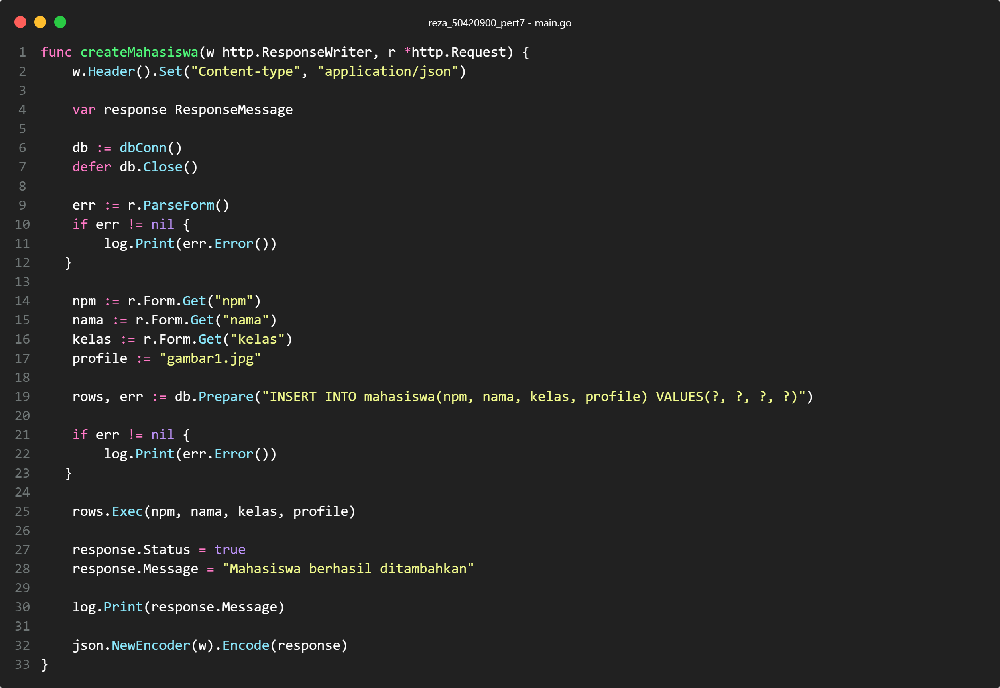 reza_50420900_pert7 - main.go
1 func createMahasiswa(w http.ResponseWriter, r *http.Request) {
2     w.Header().Set("Content-type", "application/json")
3
4     var response ResponseMessage
5
6     db := dbConn()
7     defer db.Close()
8
9     err := r.ParseForm()
10     if err != nil {
11         log.Print(err.Error())
12    }
13
14     npm := r.Form.Get("npm")
15     nama := r.Form.Get("nama")
16     kelas := r.Form.Get("kelas")
17     profile := "gambar1.jpg"
18
19     rows, err := db.Prepare("INSERT INTO mahasiswa(npm, nama, kelas, profile) VALUES(?, ?, ?, ?)")
20
21     if err != nil {
22         log.Print(err.Error())
23    }
24
25     rows.Exec(npm, nama, kelas, profile)
26
27     response.Status = true
28     response.Message = "Mahasiswa berhasil ditambahkan"
29
30     log.Print(response.Message)
31
32     json.NewEncoder(w).Encode(response)
33 }